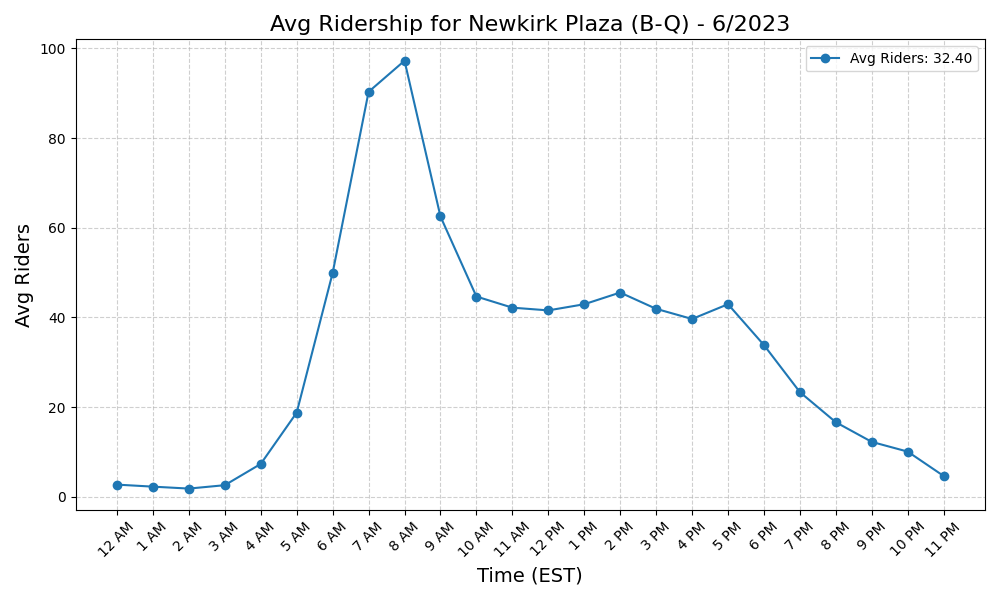 Avg Ridership for Newkirk Plaza (B-Q) - 6/2023
Avg Riders: 32.40
Avg Riders
100
80
60
40
20
0
12 AM
1 AM
2 AM
3 AM
4 AM
5 AM
6 AM
7 AM
8 AM
9 AM
10 AM
11 AM
12 PM
1 PM
2 PM
3 PM
4 PM
5 PM
6 PM
7 PM
8 PM
9 PM
10 PM
11 PM
Time (EST)